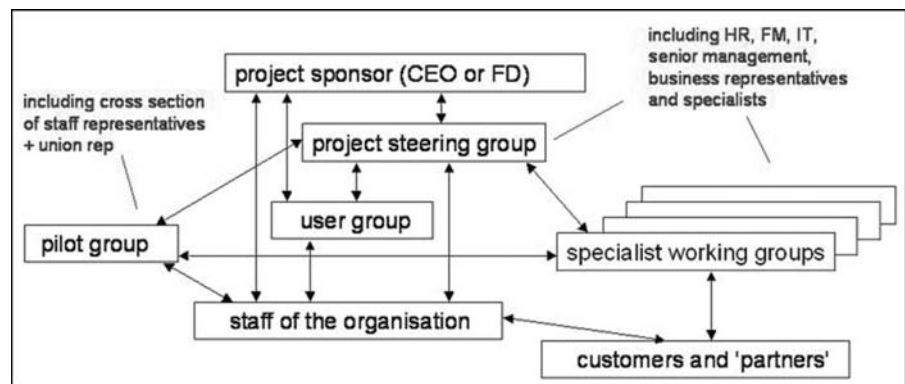 including HR, FM, IT,
senior management,
business representatives
and specialists
project sponsor (CEO or FD)
including cross section
of staff representatives
+ union rep
project steering group
user group
pilot group
specialist working groups
staff of the organisation
customers and 'partners'